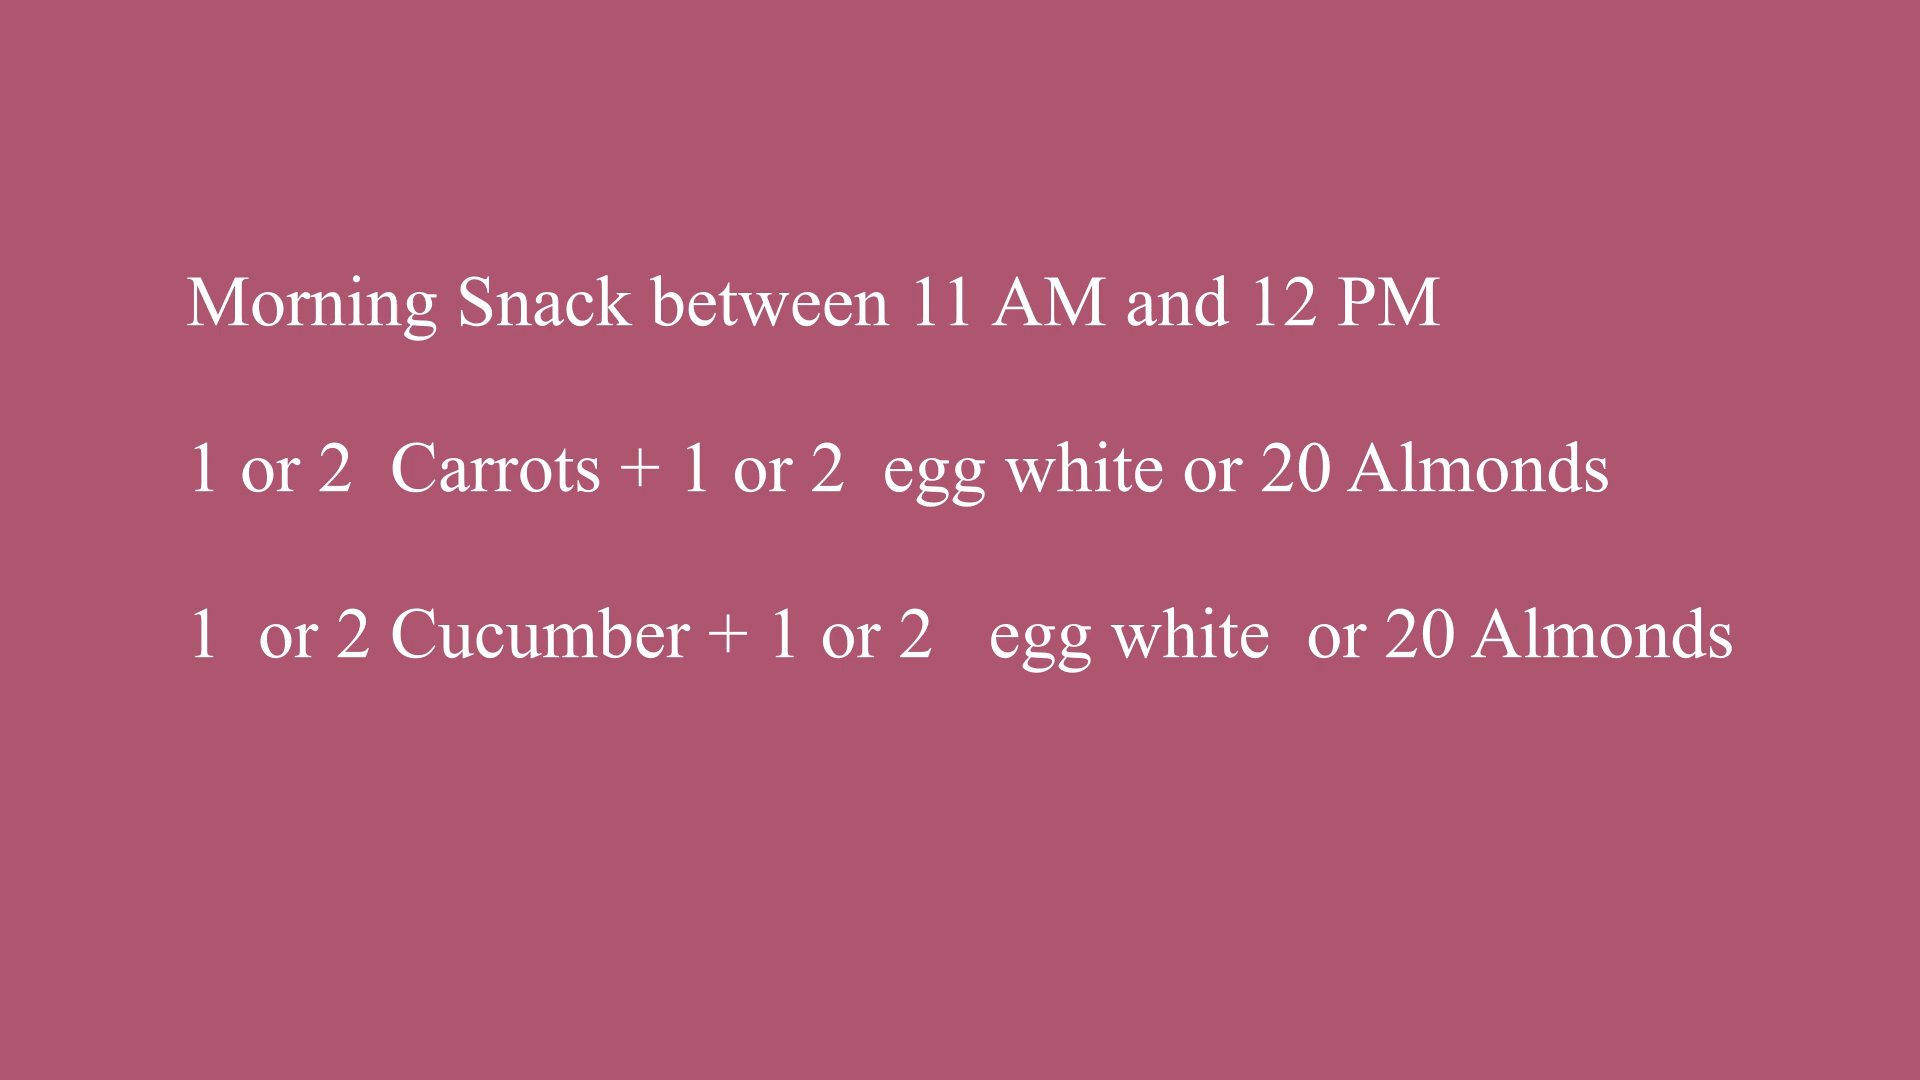 Morning Snack between 11 AM and 12 PM
1 or 2  Carrots + 1 or 2  egg white or 20 Almonds
1  or 2 Cucumber + 1 or 2   egg white  or 20 Almonds